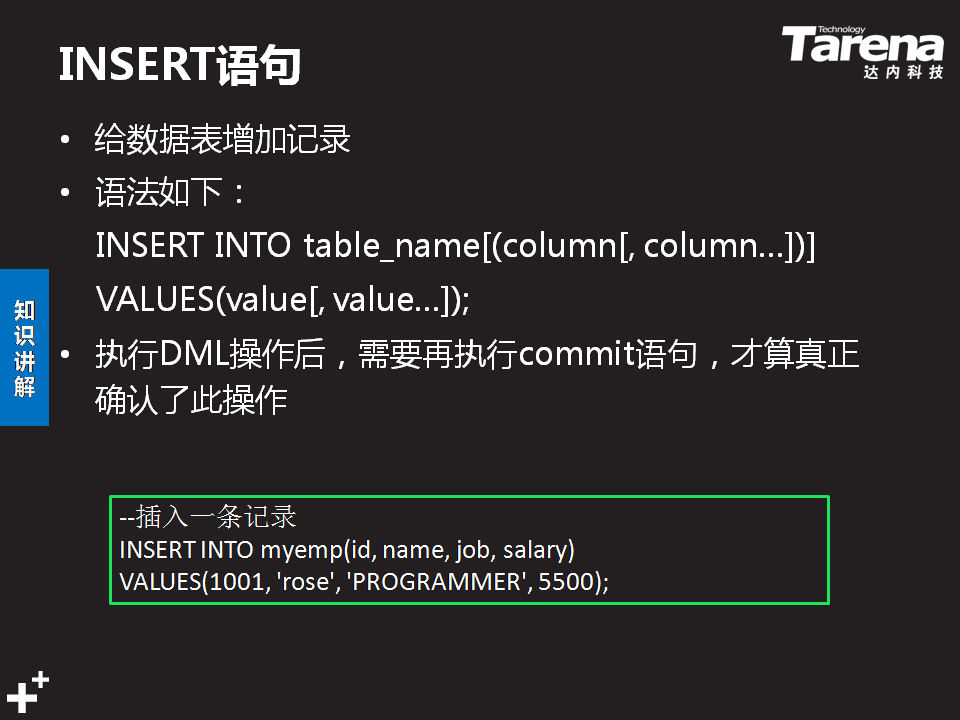 INSERT语句
Technology
Tarena
达内科技
• 给数据表增加记录
• 语法如下：
INSERT INTO table_name[(column[, column…])]
VALUES(value[, value…]);
• 执行DML操作后，需要再执行commit语句，才算真正
确认了此操作
知识讲解
--插入一条记录
INSERT INTO myemp(id, name, job, salary)
VALUES(1001, 'rose', 'PROGRAMMER', 5500);